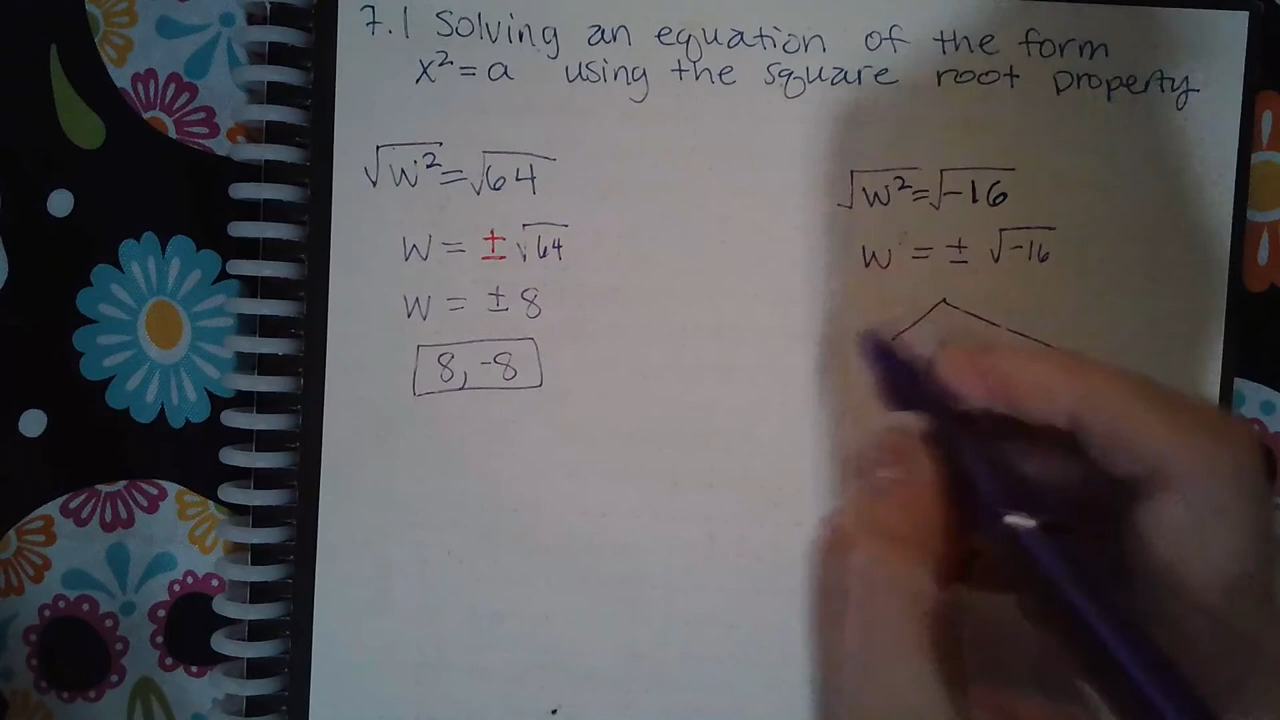 7.1 Solving an equation of the form
x² = a using the square root property
√w² = √64
w = ± √64
w = ± 8
8, -8
√w² = √-16
w = ± √-16